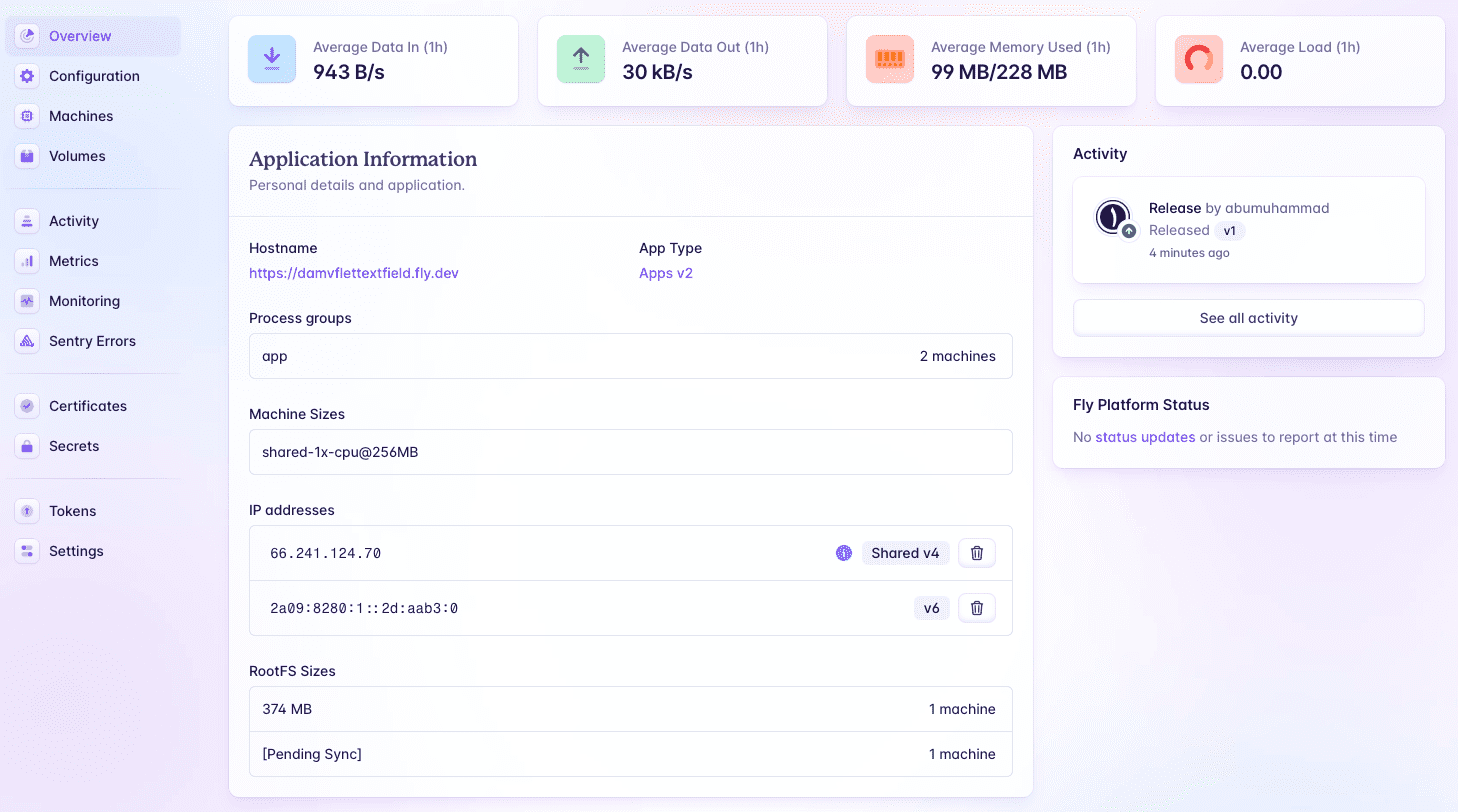 Overview
Configuration
Machines
Volumes
Activity
Metrics
Monitoring
Sentry Errors
Certificates
Secrets
Tokens
Settings
Average Data In (1h)
943 B/s
Average Data Out (1h)
30 kB/s
Average Memory Used (1h)
99 MB/228 MB
Average Load (1h)
0.00
Application Information
Personal details and application.
Hostname
https://damvflettextfield.fly.dev
App Type
Apps v2
Process groups
app 2 machines
Machine Sizes
shared-1x-cpu@256MB
IP addresses
66.241.124.70 Shared v4
2a09:8280:1::2d:aab3:0 v6
RootFS Sizes
374 MB 1 machine
[Pending Sync] 1 machine
Activity
Release by abumuhammad
Released v1
4 minutes ago
See all activity
Fly Platform Status
No status updates or issues to report at this time